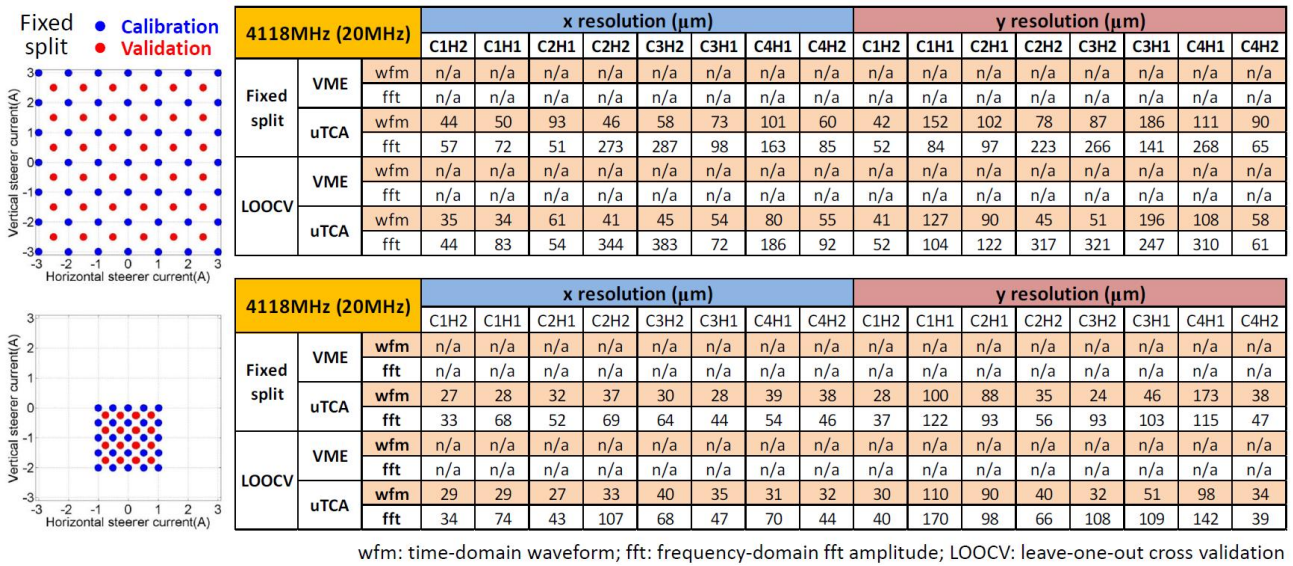 Fixed split
● Calibration
● Validation
3
2
1
0
-1
-2
-3
Vertical steerer current(A)
-3 -2 -1 0 1 2 3
Horizontal steerer current(A)
4118MHz (20MHz) x resolution (μm) y resolution (μm)
C1H2 C1H1 C2H1 C2H2 C3H2 C3H1 C4H1 C4H2 C1H2 C1H1 C2H1 C2H2 C3H2 C3H1 C4H1 C4H2
Fixed split VME wfm n/a n/a n/a n/a n/a n/a n/a n/a n/a n/a n/a n/a n/a n/a n/a n/a
fft n/a n/a n/a n/a n/a n/a n/a n/a n/a n/a n/a n/a n/a n/a n/a n/a
uTCA wfm 44 50 93 46 58 73 101 60 42 152 102 78 87 186 111 90
fft 57 72 51 273 287 98 163 85 52 84 97 223 266 141 268 65
LOOCV VME wfm n/a n/a n/a n/a n/a n/a n/a n/a n/a n/a n/a n/a n/a n/a n/a n/a
fft n/a n/a n/a n/a n/a n/a n/a n/a n/a n/a n/a n/a n/a n/a n/a n/a
uTCA wfm 35 34 61 41 45 54 80 55 41 127 90 45 51 196 108 58
fft 44 83 54 344 383 72 186 92 52 104 122 317 321 247 310 61
3
2
1
0
-1
-2
-3
Vertical steerer current(A)
-3 -2 -1 0 1 2 3
Horizontal steerer current(A)
4118MHz (20MHz) x resolution (μm) y resolution (μm)
C1H2 C1H1 C2H1 C2H2 C3H2 C3H1 C4H1 C4H2 C1H2 C1H1 C2H1 C2H2 C3H2 C3H1 C4H1 C4H2
Fixed split VME wfm n/a n/a n/a n/a n/a n/a n/a n/a n/a n/a n/a n/a n/a n/a n/a n/a
fft n/a n/a n/a n/a n/a n/a n/a n/a n/a n/a n/a n/a n/a n/a n/a n/a
uTCA wfm 27 28 32 37 30 28 39 38 28 100 88 35 24 46 173 38
fft 33 68 52 69 64 44 54 46 37 122 93 56 93 103 115 47
LOOCV VME wfm n/a n/a n/a n/a n/a n/a n/a n/a n/a n/a n/a n/a n/a n/a n/a n/a
fft n/a n/a n/a n/a n/a n/a n/a n/a n/a n/a n/a n/a n/a n/a n/a n/a
uTCA wfm 29 29 27 33 40 35 31 32 30 110 90 40 32 51 98 34
fft 34 74 43 107 68 47 70 44 40 170 98 66 108 109 142 39
wfm: time-domain waveform; fft: frequency-domain fft amplitude; LOOCV: leave-one-out cross validation